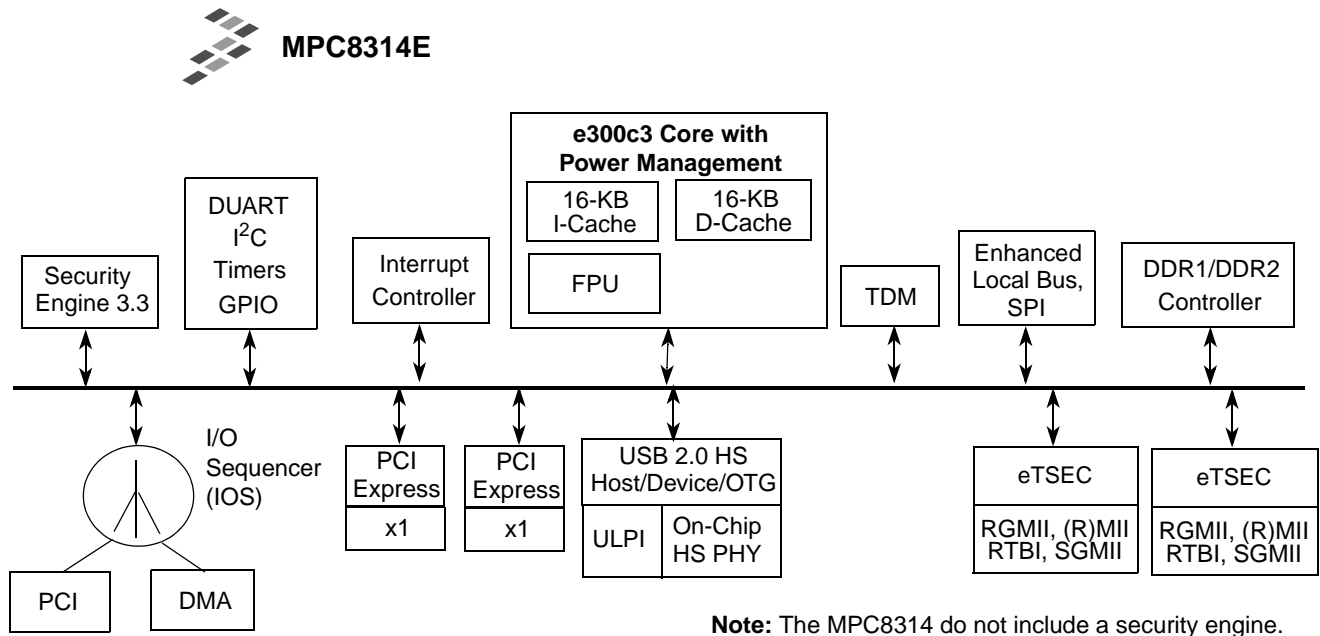 MPC8314E
e300c3 Core with
Power Management
16-KB
I-Cache
16-KB
D-Cache
FPU
DUART
I²C
Timers
GPIO
Security
Engine 3.3
Interrupt
Controller
TDM
Enhanced
Local Bus,
SPI
DDR1/DDR2
Controller
I/O
Sequencer
(IOS)
PCI
DMA
PCI
Express
x1
PCI
Express
x1
USB 2.0 HS
Host/Device/OTG
ULPI
On-Chip
HS PHY
eTSEC
RGMII, (R)MII
RTBI, SGMII
eTSEC
RGMII, (R)MII
RTBI, SGMII
Note: The MPC8314 do not include a security engine.